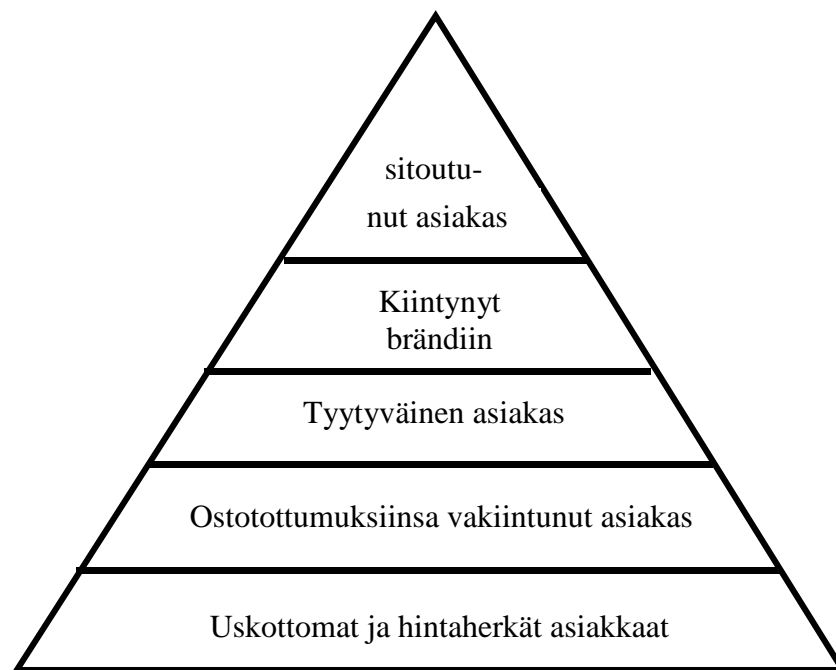 sitoutu-
nut asiakas
Kiintynyt
brändiin
Tyytyväinen asiakas
Ostotottumuksiinsa vakiintunut asiakas
Uskottomat ja hintaherkät asiakkaat